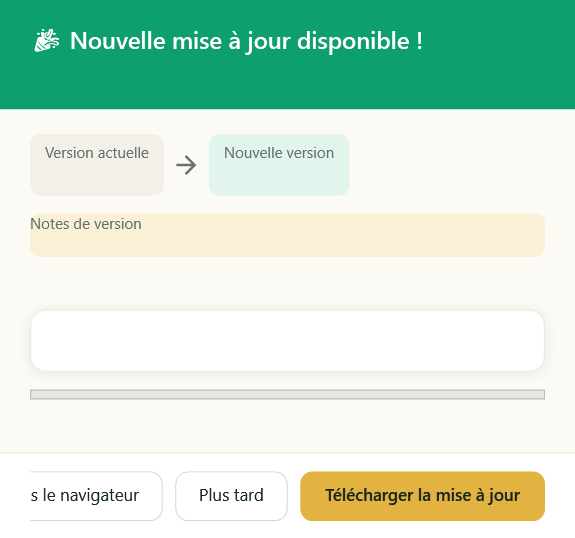 🎉 Nouvelle mise à jour disponible !
Version actuelle → Nouvelle version
Notes de version
s le navigateur
Plus tard
Télécharger la mise à jour